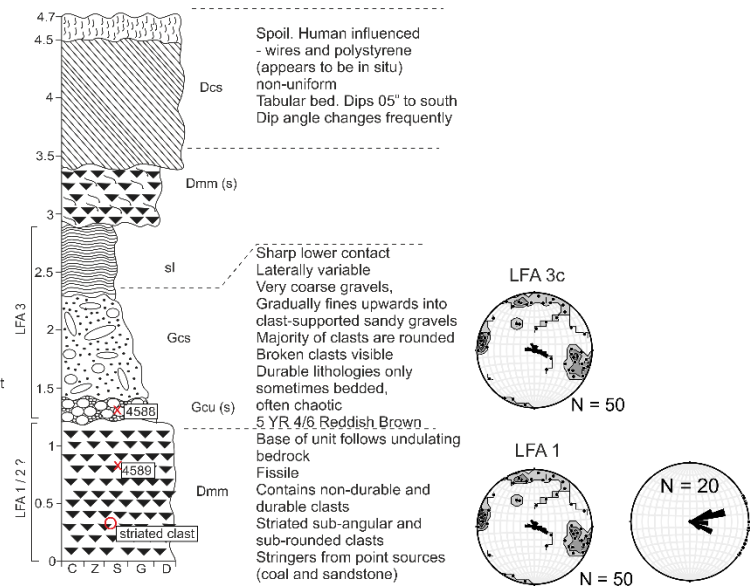 4.7
4.5
4
3.5
3
2.5
2
1.5
1
0.5
0
C Z S G D
LFA 3
LFA 1 / 2 ?
rt
Dcs
Dmm (s)
sl
Gcs
Gcu (s)
Dmm
4588
4589
striated clast
Spoil. Human influenced
- wires and polystyrene
(appears to be in situ)
non-uniform
Tabular bed. Dips 05° to south
Dip angle changes frequently
Sharp lower contact
Laterally variable
Very coarse gravels,
Gradually fines upwards into
clast-supported sandy gravels
Majority of clasts are rounded
Broken clasts visible
Durable lithologies only
sometimes bedded,
often chaotic
5 YR 4/6 Reddish Brown
Base of unit follows undulating
bedrock
Fissile
Contains non-durable and
durable clasts
Striated sub-angular and
sub-rounded clasts
Stringers from point sources
(coal and sandstone)
LFA 3c
N = 50
LFA 1
N = 50
N = 20